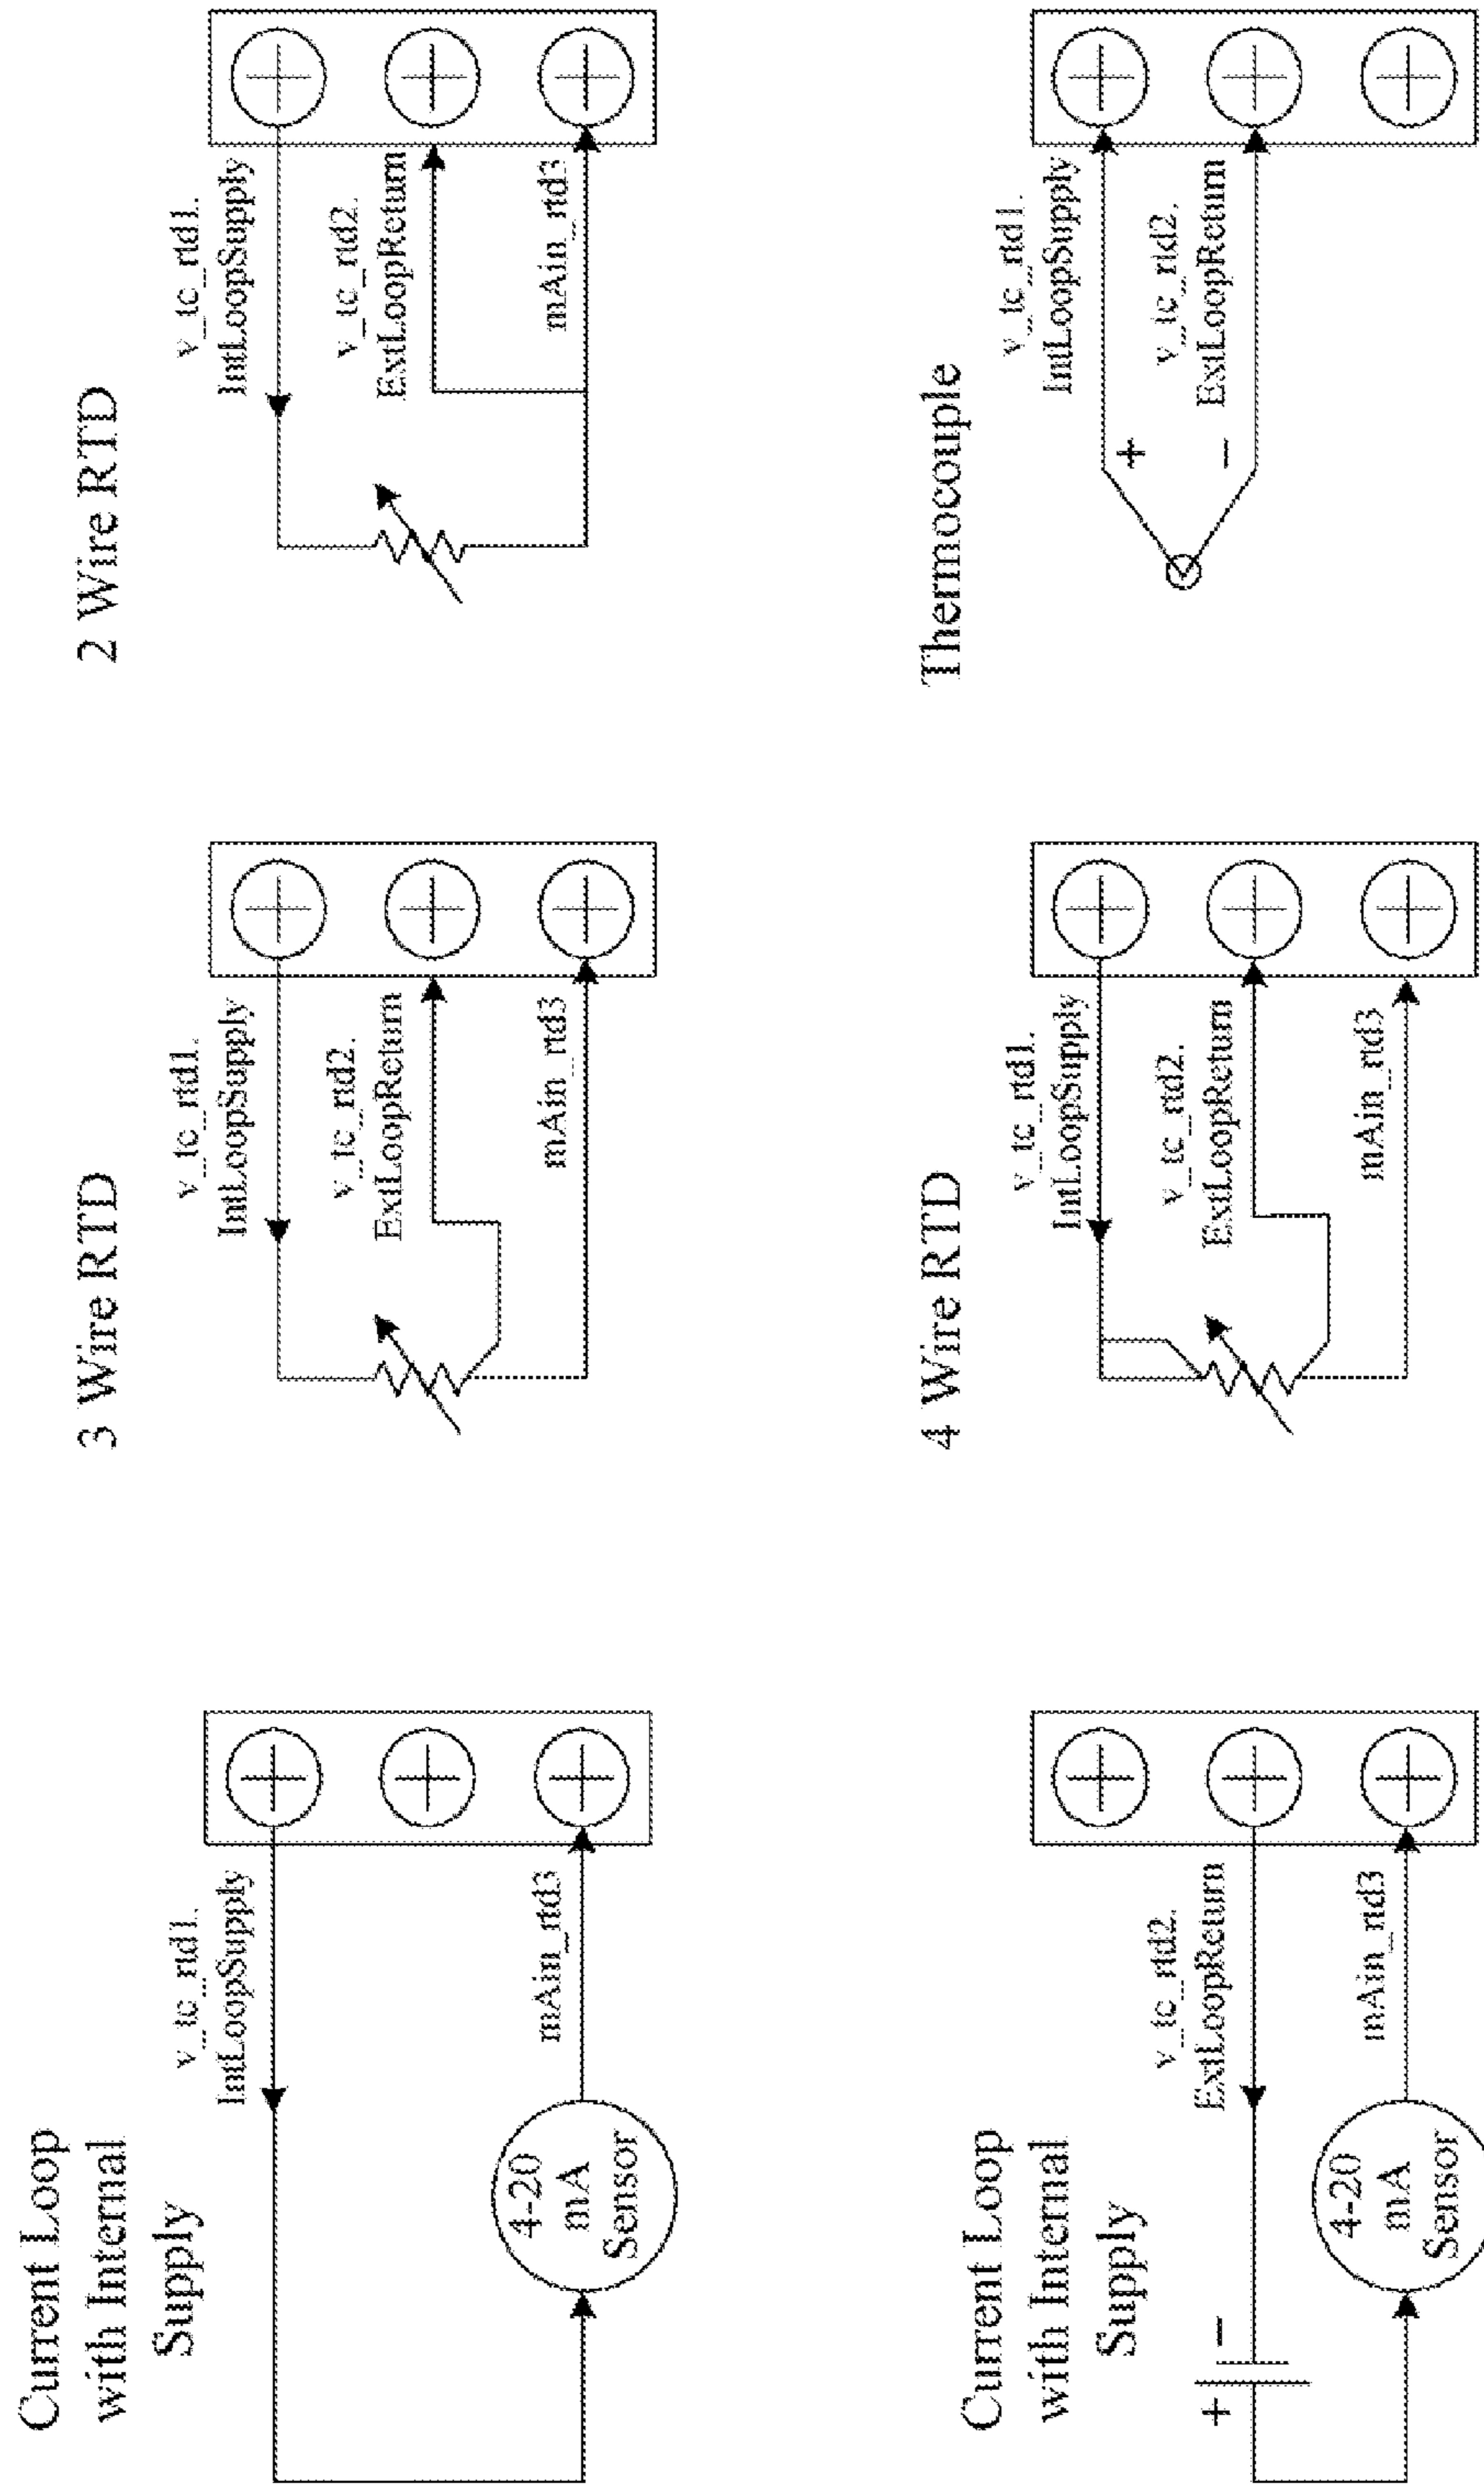 Current Loop
with Internal
Supply
v_tc_rtd1.
IntLoopSupply
mAin_rtd3
4-20
mA
Sensor
3 Wire RTD
v_tc_rtd1.
IntLoopSupply
v_tc_rtd2.
ExtLoopReturn
mAin_rtd3
2 Wire RTD
v_tc_rtd1.
IntLoopSupply
v_tc_rtd2.
ExtLoopReturn
mAin_rtd3
Current Loop
with Internal
Supply
+ −
v_tc_rtd2.
ExtLoopReturn
mAin_rtd3
4-20
mA
Sensor
4 Wire RTD
v_tc_rtd1.
IntLoopSupply
v_tc_rtd2.
ExtLoopReturn
mAin_rtd3
Thermocouple
v_tc_rtd1.
IntLoopSupply
+
−
v_tc_rtd2.
ExtLoopReturn